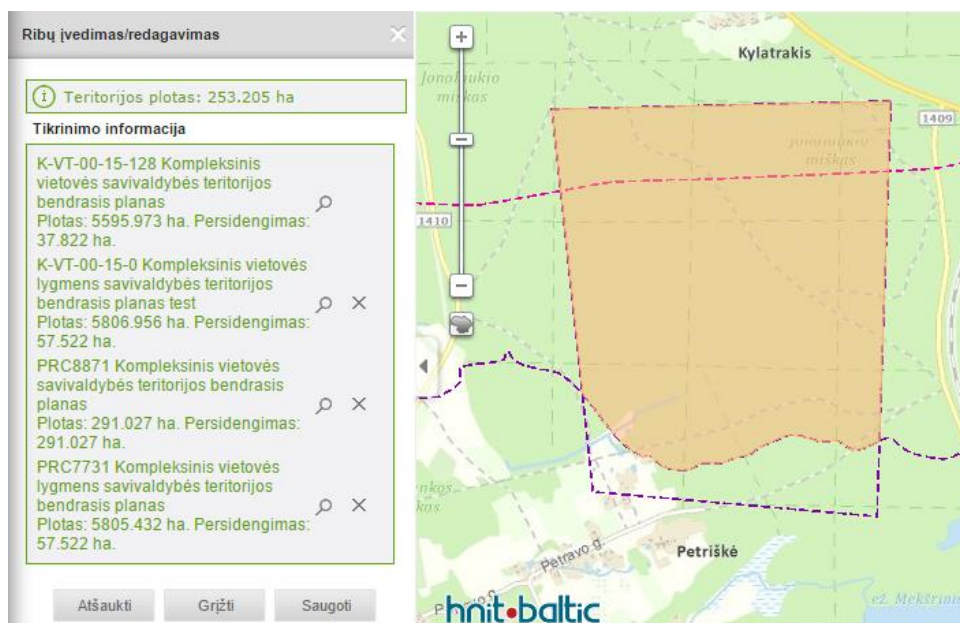 Ribų įvedimas/redagavimas
Teritorijos plotas: 253.205 ha
Tikrinimo informacija
K-VT-00-15-128 Kompleksinis
vietovės savivaldybės teritorijos
bendrasis planas
Plotas: 5595.973 ha. Persidengimas:
37.822 ha.
K-VT-00-15-0 Kompleksinis vietovės
lygmens savivaldybės teritorijos
bendrasis planas test
Plotas: 5806.956 ha. Persidengimas:
57.522 ha.
PRC8871 Kompleksinis vietovės
savivaldybės teritorijos bendrasis
planas
Plotas: 291.027 ha. Persidengimas:
291.027 ha.
PRC7731 Kompleksinis vietovės
lygmens savivaldybės teritorijos
bendrasis planas
Plotas: 5805.432 ha. Persidengimas:
57.522 ha.
Atšaukti Grįžti Saugoti
Kylatrakis
1409
miškas
1410
Petravo g.
Petriškė
ež. Mekšrinis
hnit-baltic